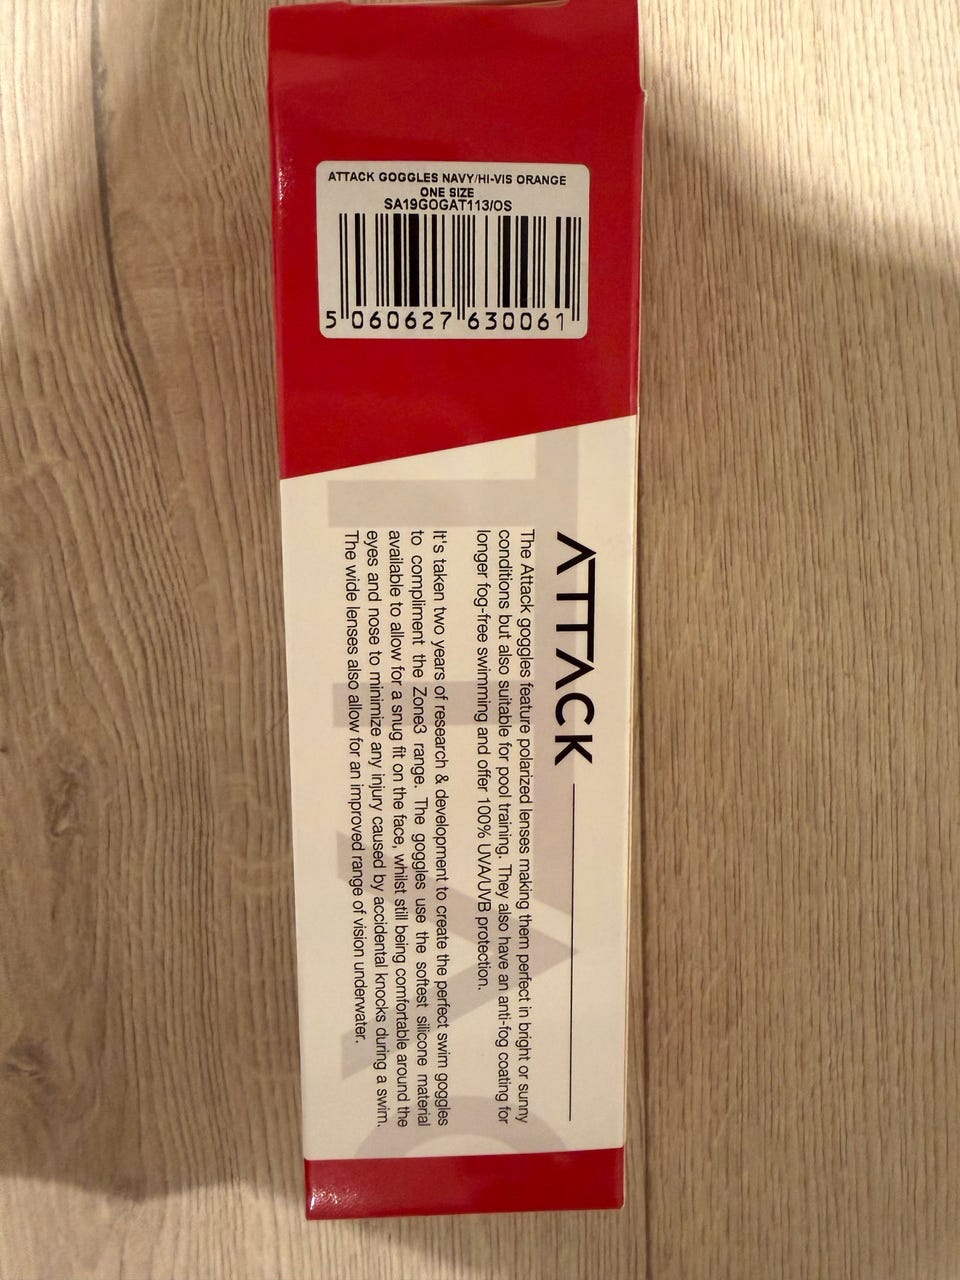 ATTACK GOGGLES NAVY/HI-VIS ORANGE
ONE SIZE
SA19GOGAT113/OS
5 060627 630061
ATTACK
The Attack goggles feature polarized lenses making them perfect in bright or sunny
conditions but also suitable for pool training. They also have an anti-fog coating for
longer fog-free swimming and offer 100% UVA/UVB protection.
It's taken two years of research & development to create the perfect swim goggles
to compliment the Zone3 range. The goggles use the softest silicone material
available to allow for a snug fit on the face, whilst still being comfortable around the
eyes and nose to minimize any injury caused by accidental knocks during a swim.
The wide lenses also allow for an improved range of vision underwater.